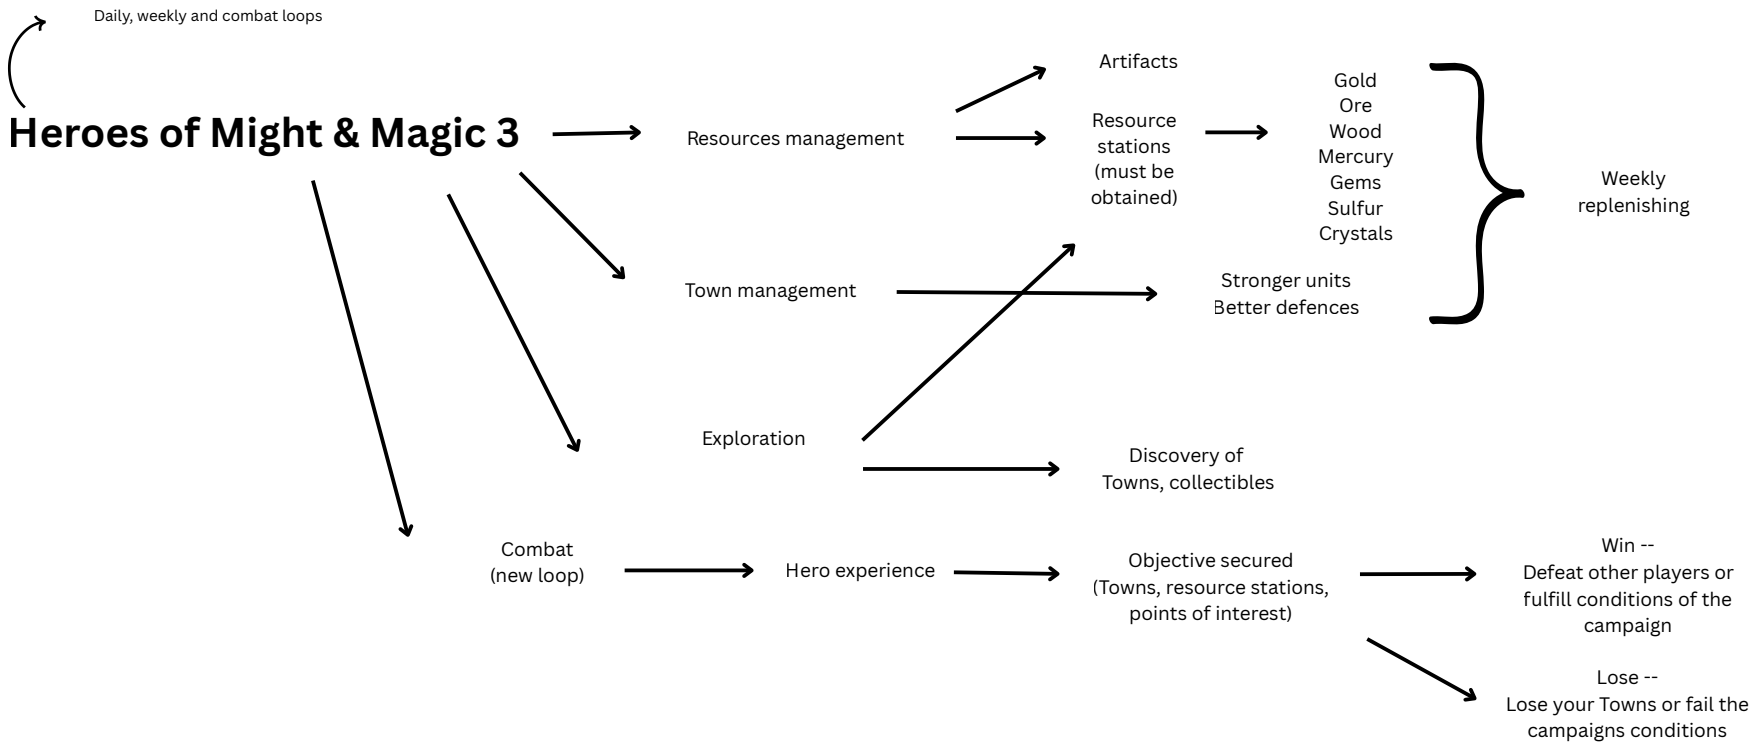 Daily, weekly and combat loops
Heroes of Might & Magic 3
Resources management
Artifacts
Resource
stations
(must be
obtained)
Gold
Ore
Wood
Mercury
Gems
Sulfur
Crystals
Weekly
replenishing
Town management
Stronger units
Better defences
Exploration
Discovery of
Towns, collectibles
Combat
(new loop)
Hero experience
Objective secured
(Towns, resource stations,
points of interest)
Win --
Defeat other players or
fulfill conditions of the
campaign
Lose --
Lose your Towns or fail the
campaigns conditions